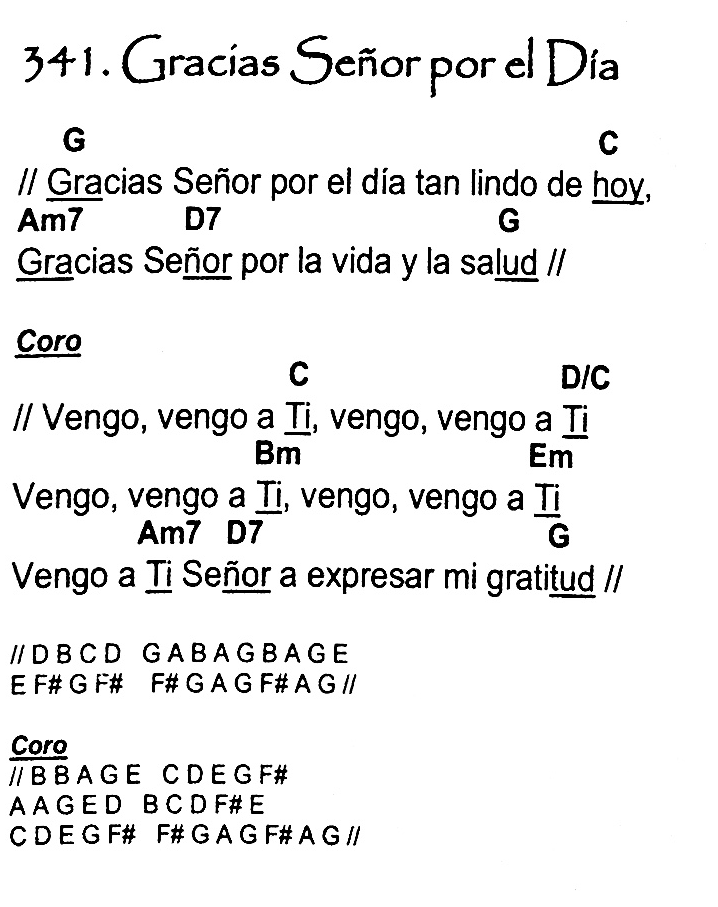 341. Gracias Señor por el Día
G C
// Gracias Señor por el día tan lindo de hoy,
Am7 D7 G
Gracias Señor por la vida y la salud //
Coro
C D/C
// Vengo, vengo a Ti, vengo, vengo a Ti
Bm Em
Vengo, vengo a Ti, vengo, vengo a Ti
Am7 D7 G
Vengo a Ti Señor a expresar mi gratitud //
// D B C D G A B A G B A G E
E F# G F# F# G A G F# A G //
Coro
// B B A G E C D E G F#
A A G E D B C D F# E
C D E G F# F# G A G F# A G //